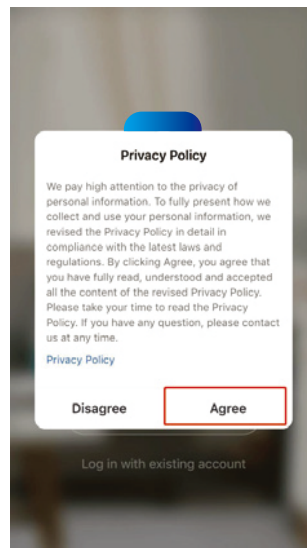 Privacy Policy
We pay high attention to the privacy of
personal information. To fully present how we
collect and use your personal information, we
revised the Privacy Policy in detail in
compliance with the latest laws and
regulations. By clicking Agree, you agree that
you have fully read, understood and accepted
all the content of the revised Privacy Policy.
Please take your time to read the Privacy
Policy. If you have any question, please contact
us at any time.
Privacy Policy
Disagree Agree
Log in with existing account